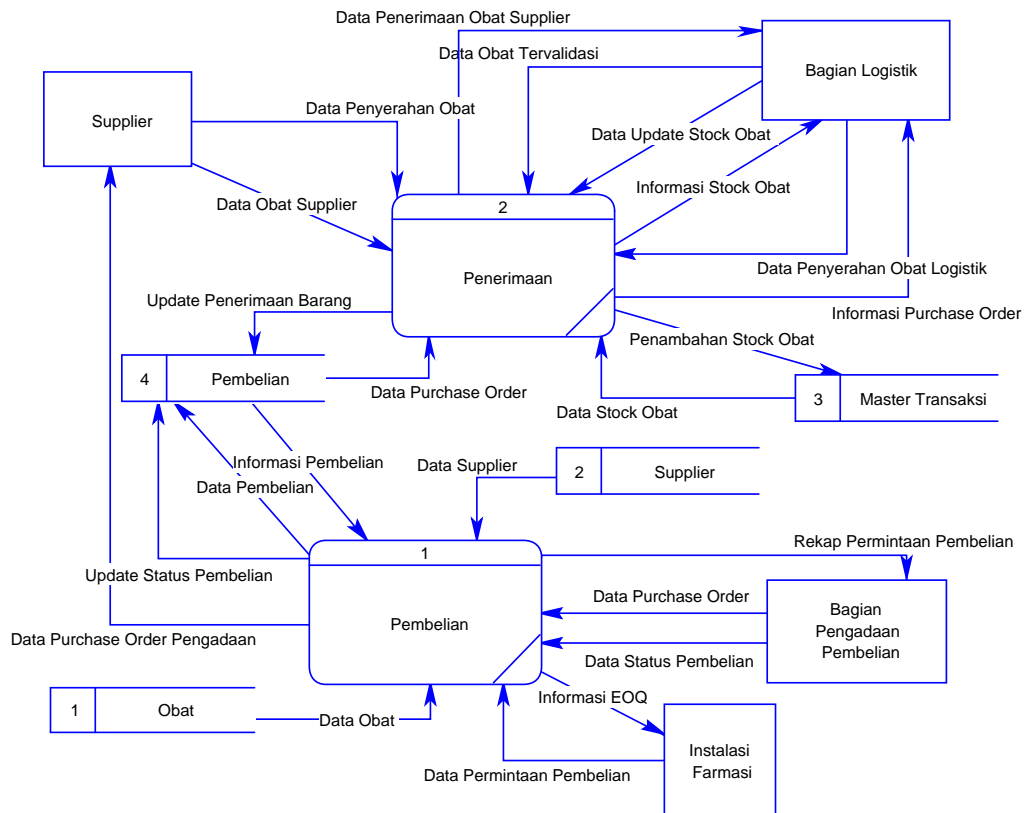 Data Penerimaan Obat Supplier
Data Obat Tervalidasi
Bagian Logistik
Supplier
Data Penyerahan Obat
Data Update Stock Obat
Informasi Stock Obat
Data Obat Supplier
2
Penerimaan
Data Penyerahan Obat Logistik
Update Penerimaan Barang
Informasi Purchase Order
Penambahan Stock Obat
4
Pembelian
Data Purchase Order
3
Master Transaksi
Data Stock Obat
Informasi Pembelian
Data Supplier
2
Supplier
Data Pembelian
Rekap Permintaan Pembelian
1
Update Status Pembelian
Data Purchase Order
Pembelian
Bagian
Pengadaan
Pembelian
Data Purchase Order Pengadaan
Data Status Pembelian
Informasi EOQ
1
Obat
Data Obat
Instalasi
Farmasi
Data Permintaan Pembelian